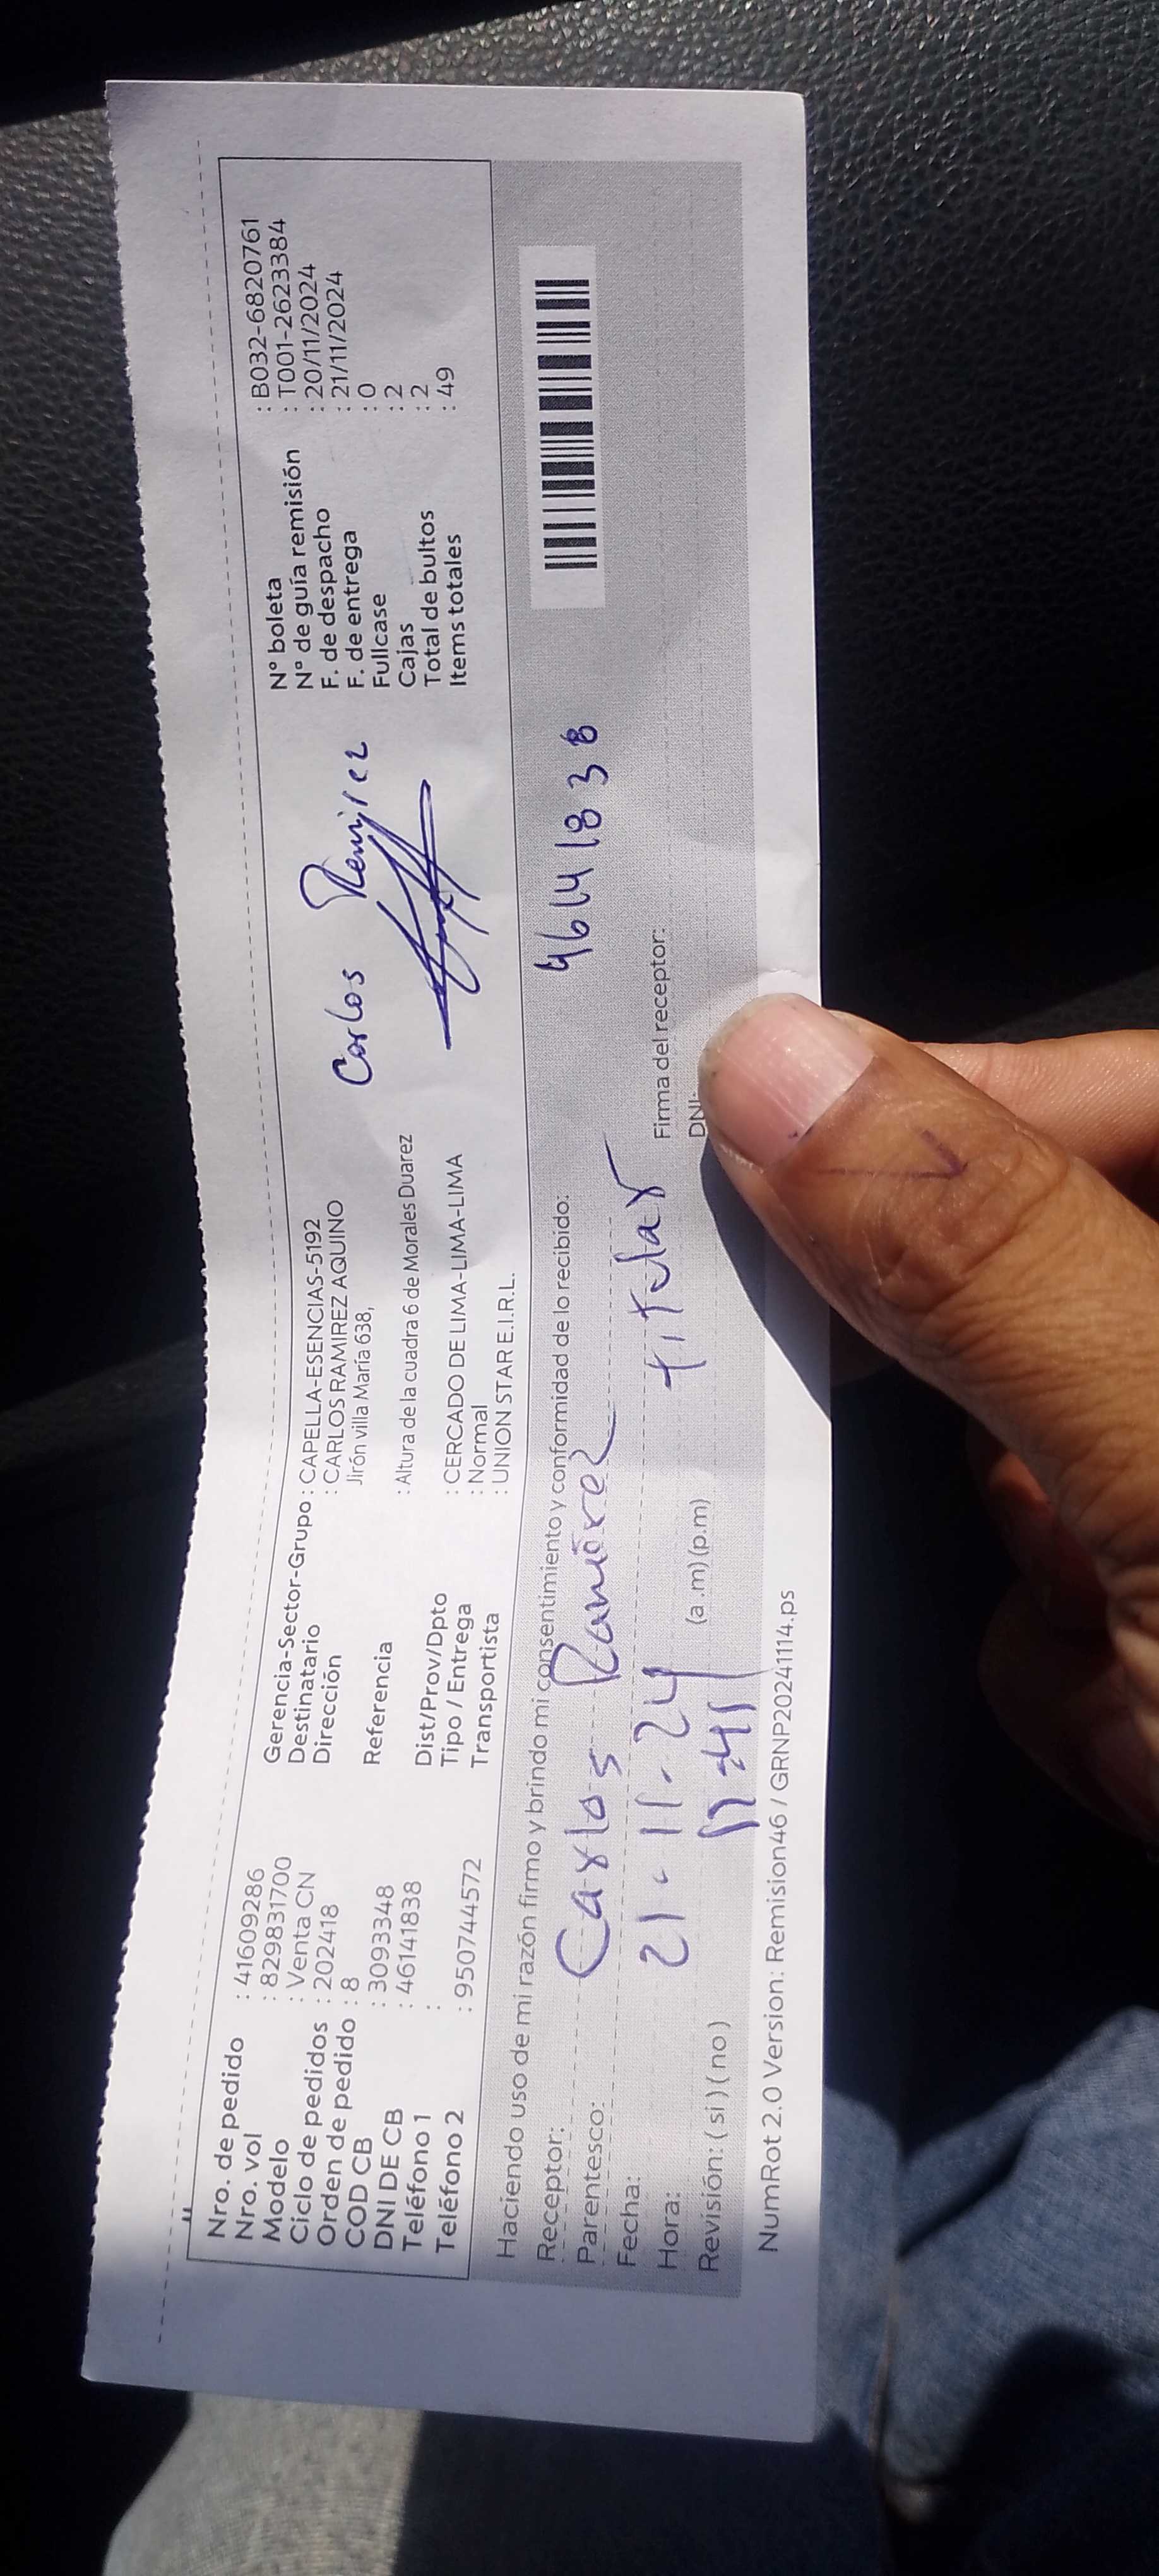 Nro. de pedido : 41609286
Nro. vol : 829831700
Modelo : Venta CN
Ciclo de pedidos : 202418
Orden de pedido : 8
COD CB : 3093348
DNI DE CB : 46141838
Teléfono 1 :
Teléfono 2 : 950744572
Gerencia-Sector-Grupo : CAPELLA-ESENCIAS-5192
Destinatario : CARLOS RAMIREZ AQUINO
Dirección Jirón villa María 638,
Referencia : Altura de la cuadra 6 de Morales Duarez
Dist/Prov/Dpto : CERCADO DE LIMA-LIMA-LIMA
Tipo / Entrega : Normal
Transportista : UNION STAR E.I.R.L.
Carlos Ramirez
N° boleta : B032-6820761
N° de guía remisión : T001-2623384
F. de despacho : 20/11/2024
F. de entrega : 21/11/2024
Fullcase : 0
Cajas : 2
Total de bultos : 2
Items totales : 49
Haciendo uso de mi razón firmo y brindo mi consentimiento y conformidad de lo recibido:
Receptor: Carlos Ramirez
Parentesco: titular
Fecha: 21.11.24
Hora: (a.m) (p.m)
Revisión: ( si ) ( no )
46141838
Firma del receptor:
DNI:
NumRot 2.0 Version: Remision46 / GRNP20241114.ps